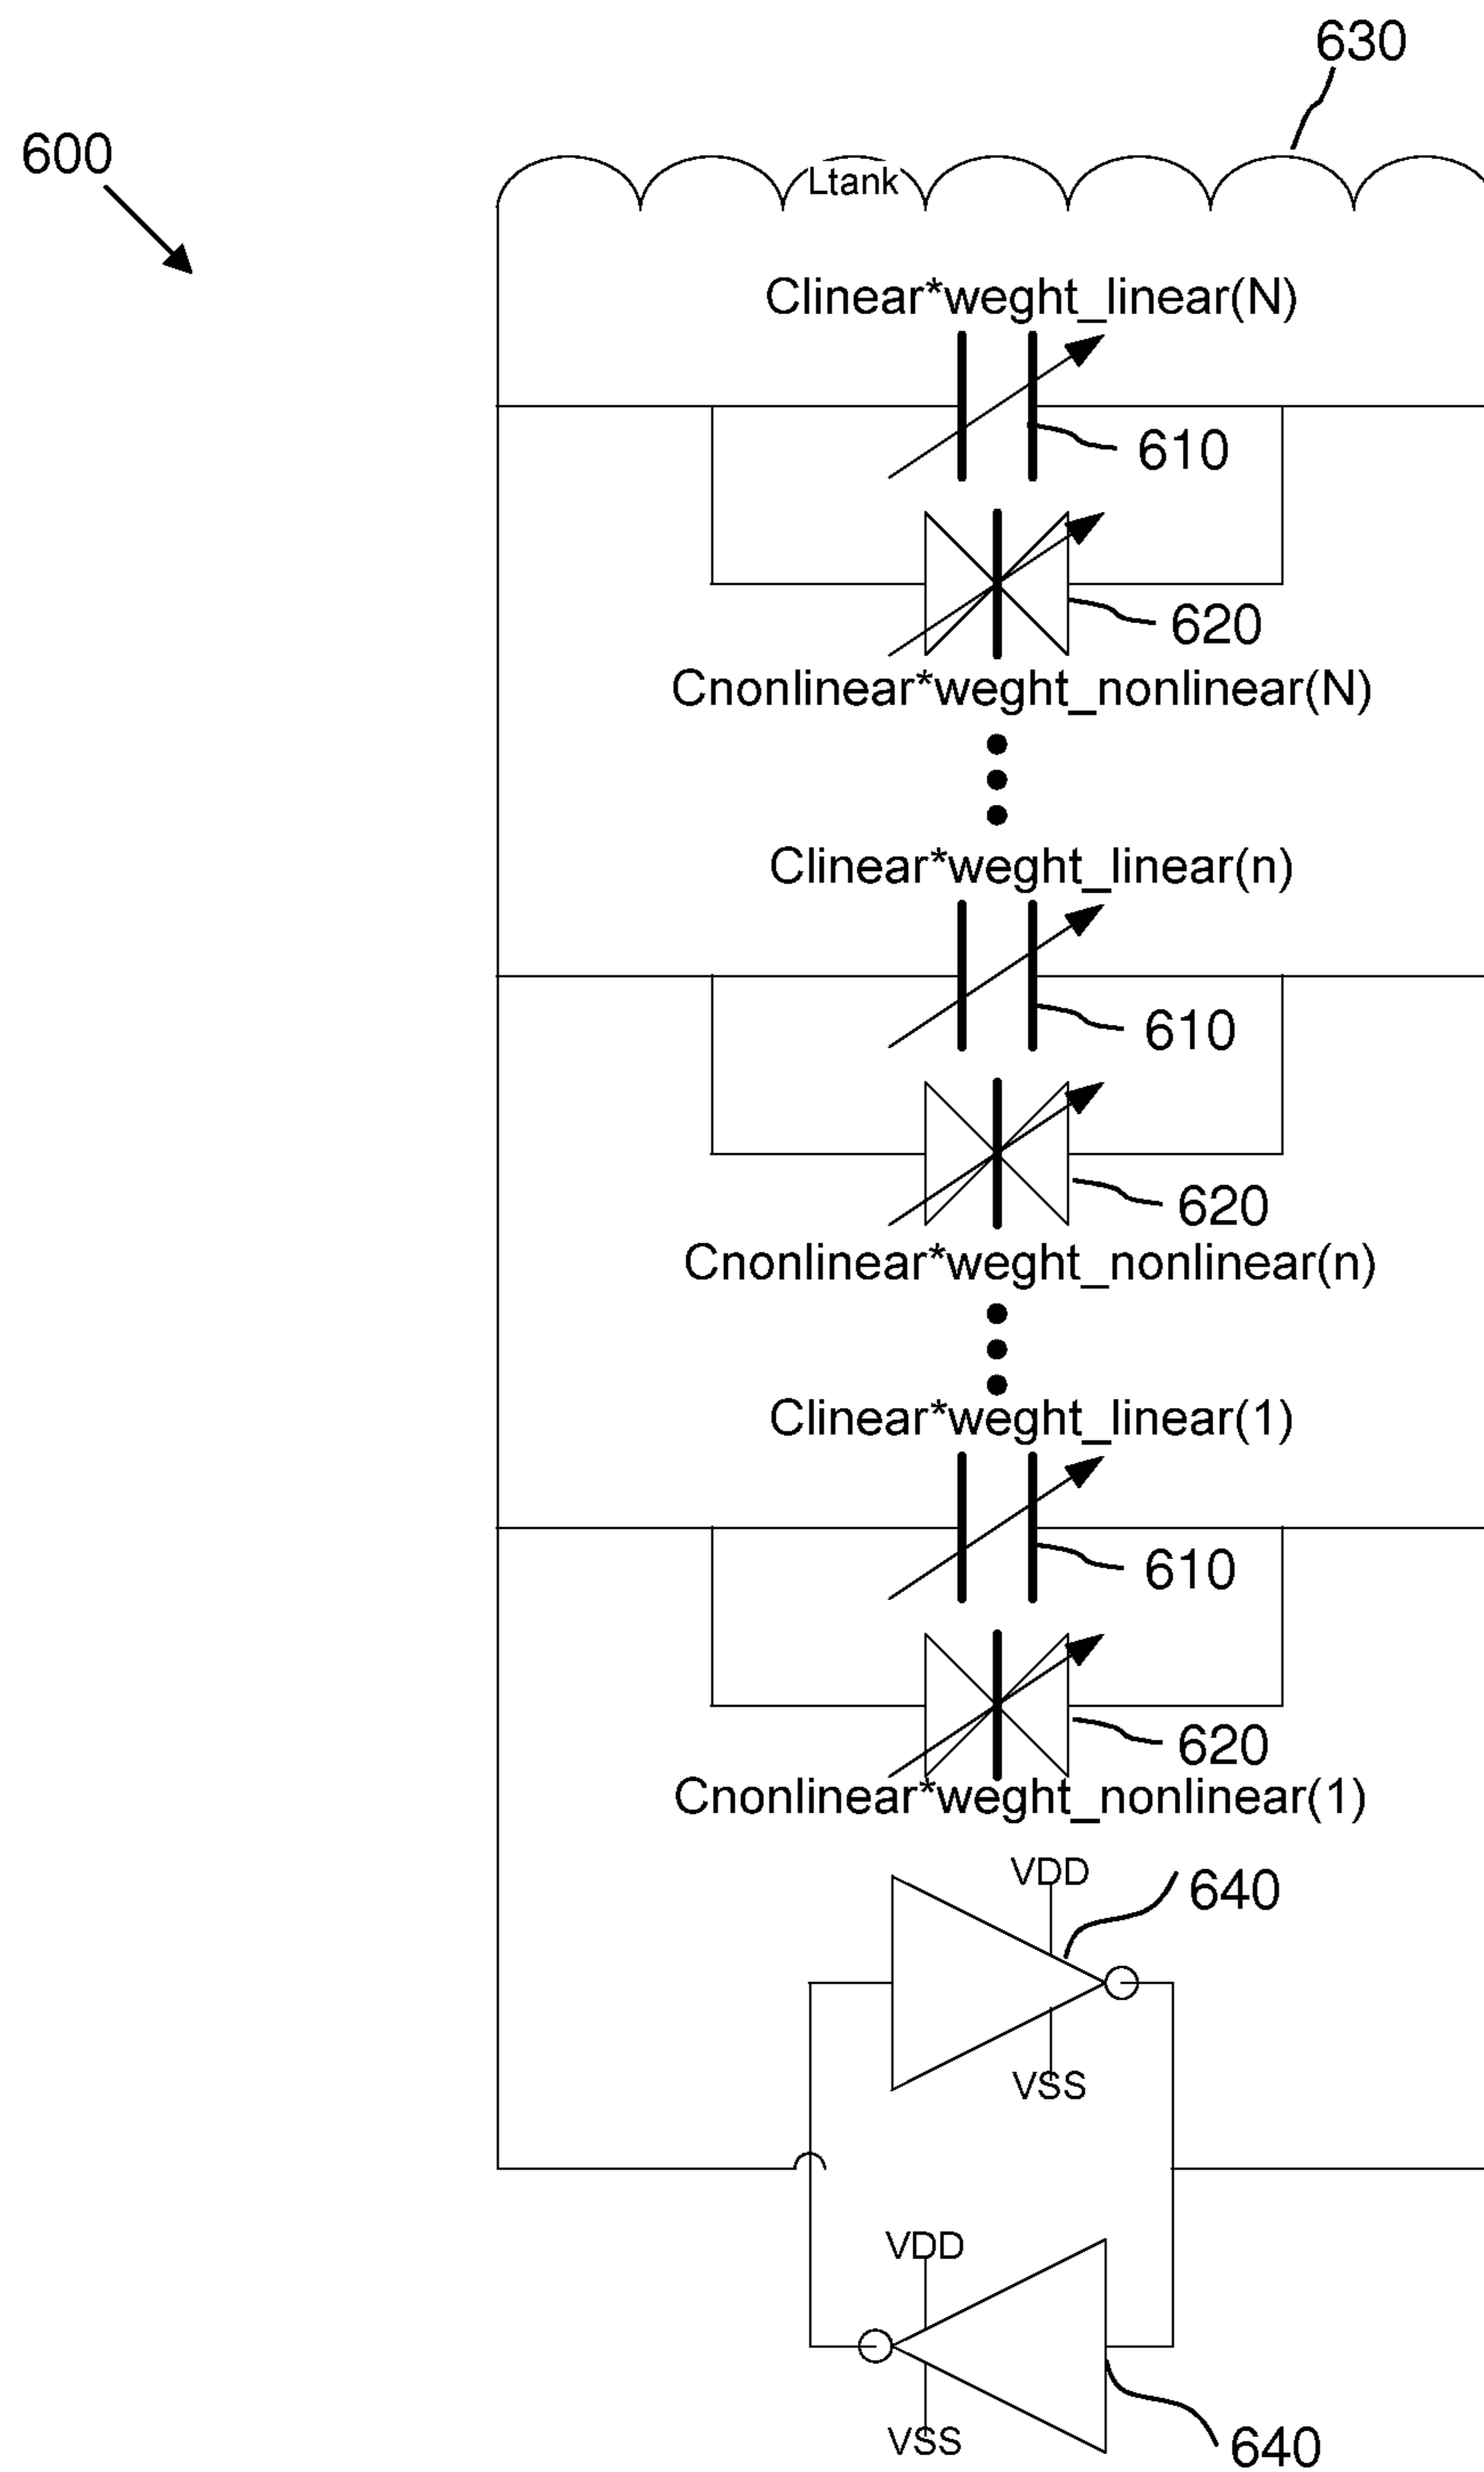 630
600
Ltank
Clinear*weght_linear(N)
610
620
Cnonlinear*weght_nonlinear(N)
Clinear*weght_linear(n)
610
620
Cnonlinear*weght_nonlinear(n)
Clinear*weght_linear(1)
610
620
Cnonlinear*weght_nonlinear(1)
VDD
640
VSS
VDD
VSS
640